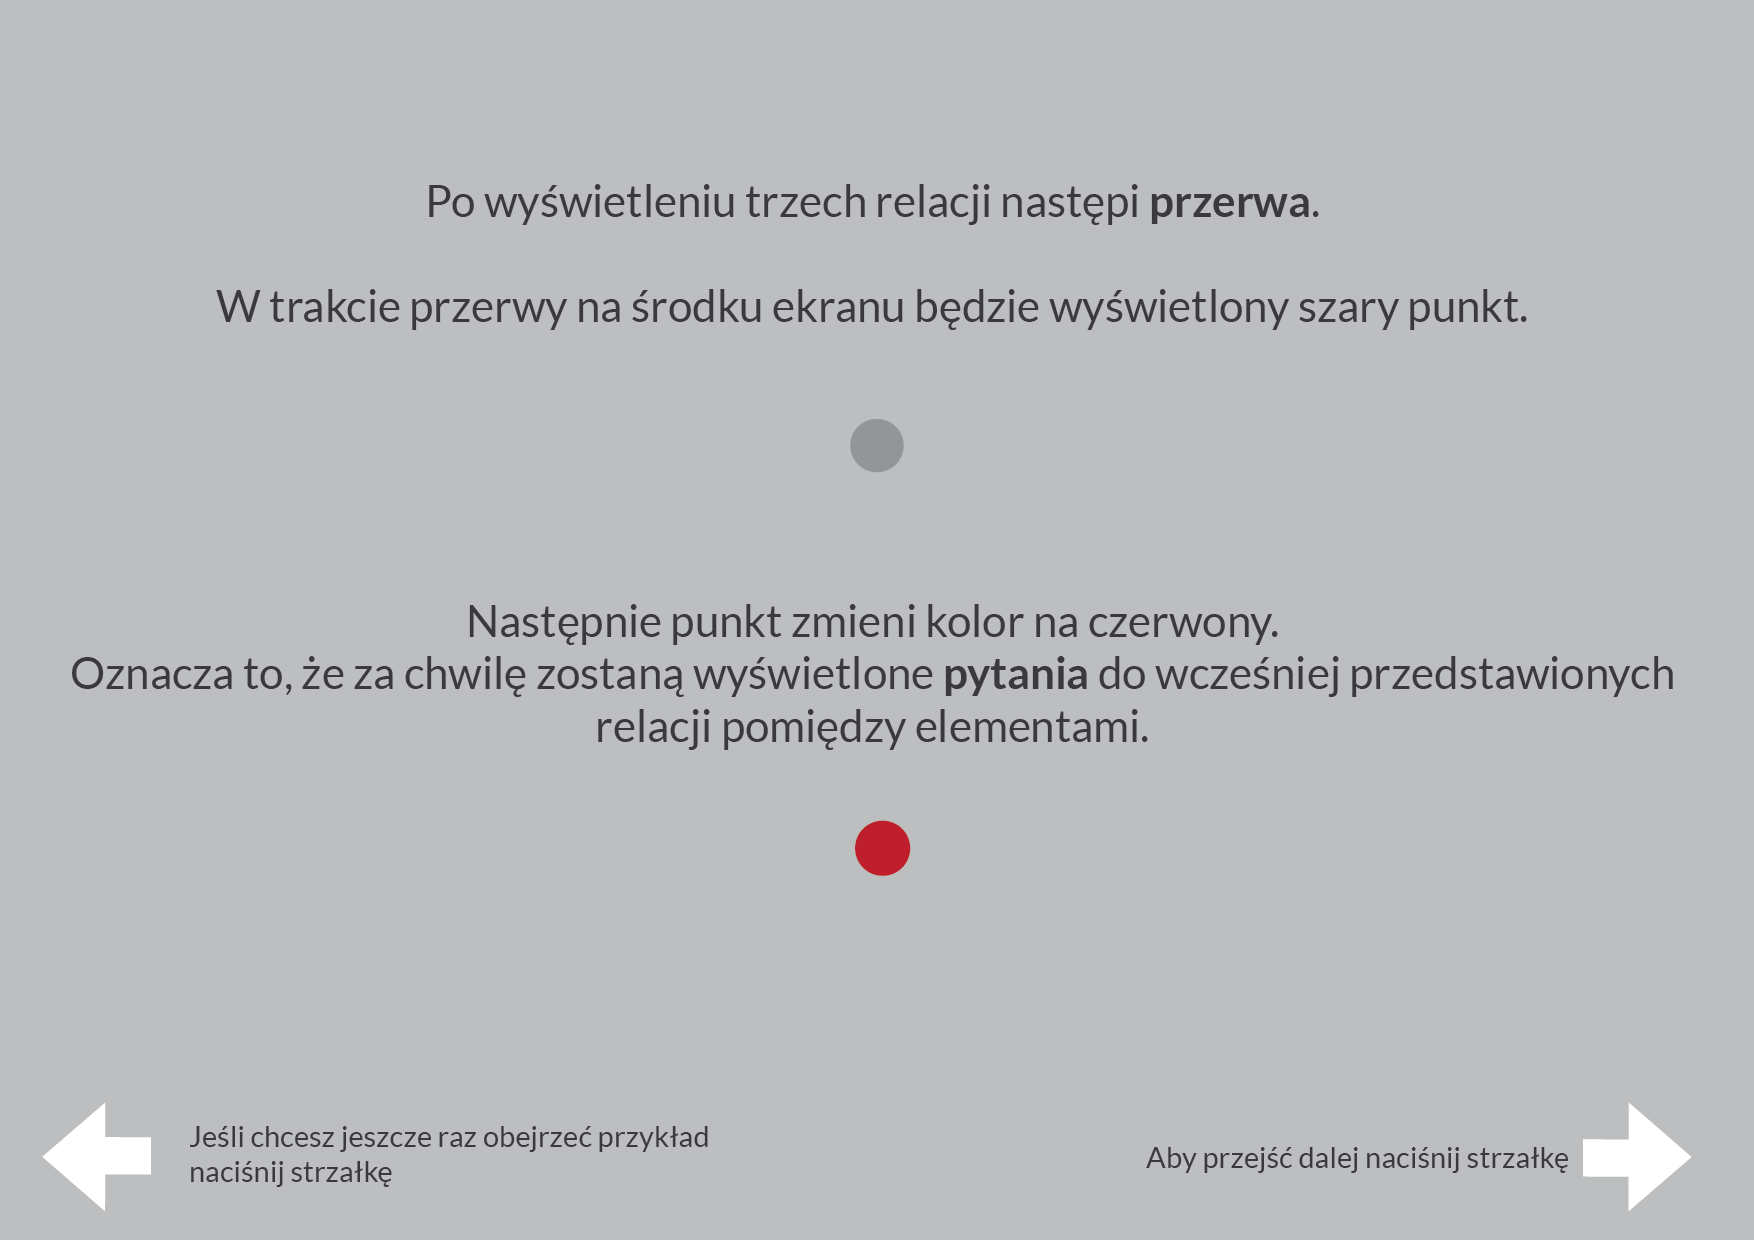 Po wyświetleniu trzech relacji następi przerwa.
W trakcie przerwy na środku ekranu będzie wyświetlony szary punkt.
Następnie punkt zmieni kolor na czerwony.
Oznacza to, że za chwilę zostaną wyświetlone pytania do wcześniej przedstawionych
relacji pomiędzy elementami.
Jeśli chcesz jeszcze raz obejrzeć przykład
naciśnij strzałkę
Aby przejść dalej naciśnij strzałkę